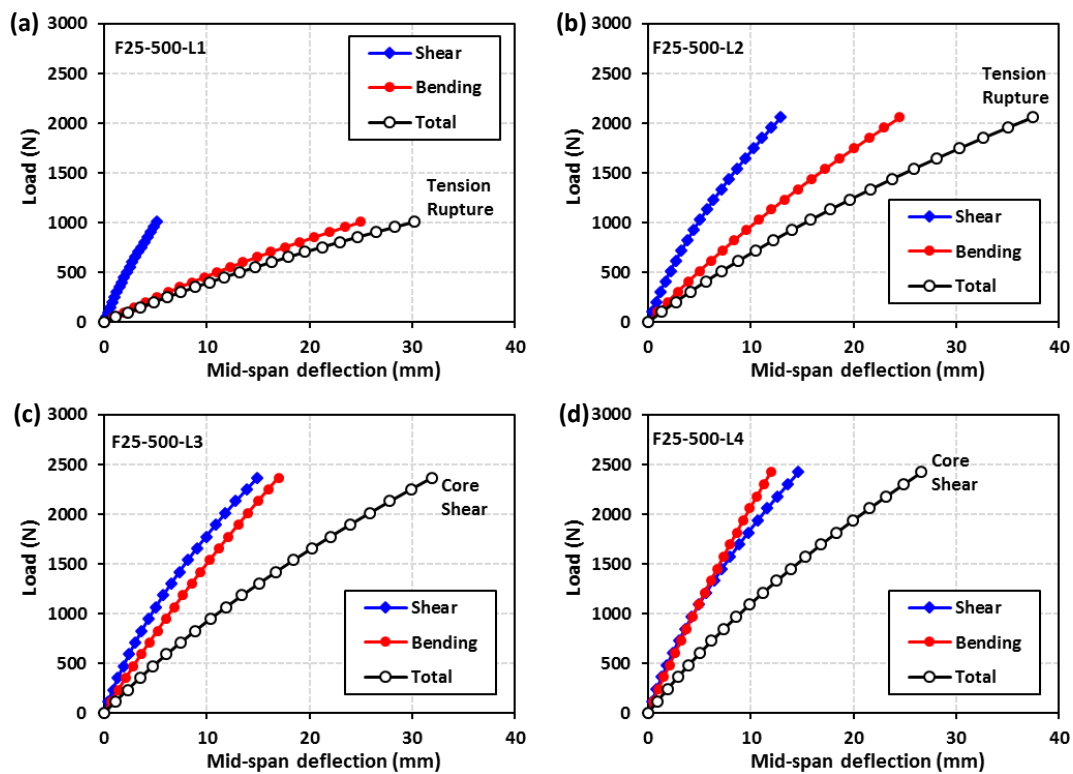 (a)
F25-500-L1
3000
2500
2000
1500
1000
500
0
Load (N)
Shear
Bending
Total
Tension
Rupture
0 10 20 30 40
Mid-span deflection (mm)
(b)
F25-500-L2
3000
2500
2000
1500
1000
500
0
Load (N)
Tension
Rupture
Shear
Bending
Total
0 10 20 30 40
Mid-span deflection (mm)
(c)
F25-500-L3
3000
2500
2000
1500
1000
500
0
Load (N)
Core
Shear
Shear
Bending
Total
0 10 20 30 40
Mid-span deflection (mm)
(d)
F25-500-L4
3000
2500
2000
1500
1000
500
0
Load (N)
Core
Shear
Shear
Bending
Total
0 10 20 30 40
Mid-span deflection (mm)